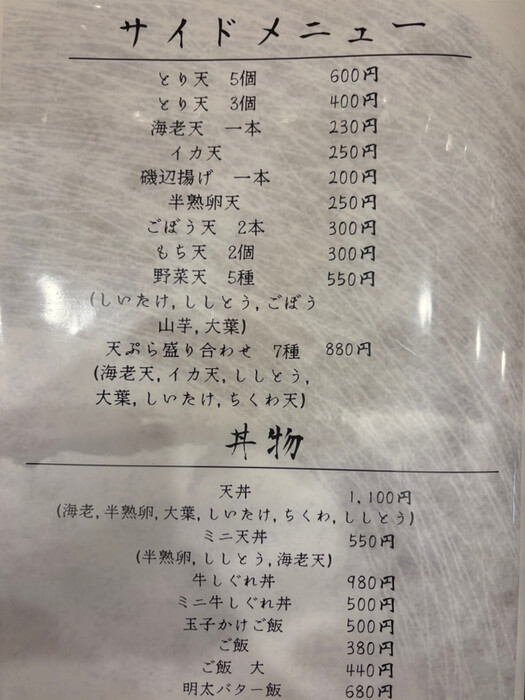 サイドメニュー
とり天 5個 600円
とり天 3個 400円
海老天 一本 230円
イカ天 250円
磯辺揚げ 一本 200円
半熟卵天 250円
ごぼう天 2本 300円
もち天 2個 300円
野菜天 5種 550円
(しいたけ,ししとう,ごぼう
山芋,大葉)
天ぷら盛り合わせ 7種 880円
(海老天,イカ天,ししとう,
大葉,しいたけ,ちくわ天)
丼物
天丼 1,100円
(海老,半熟卵,大葉,しいたけ,ちくわ,ししとう)
ミニ天丼 550円
(半熟卵,ししとう,海老天)
牛しぐれ丼 980円
ミニ牛しぐれ丼 500円
玉子かけご飯 500円
ご飯 380円
ご飯 大 440円
明太バター飯 680円